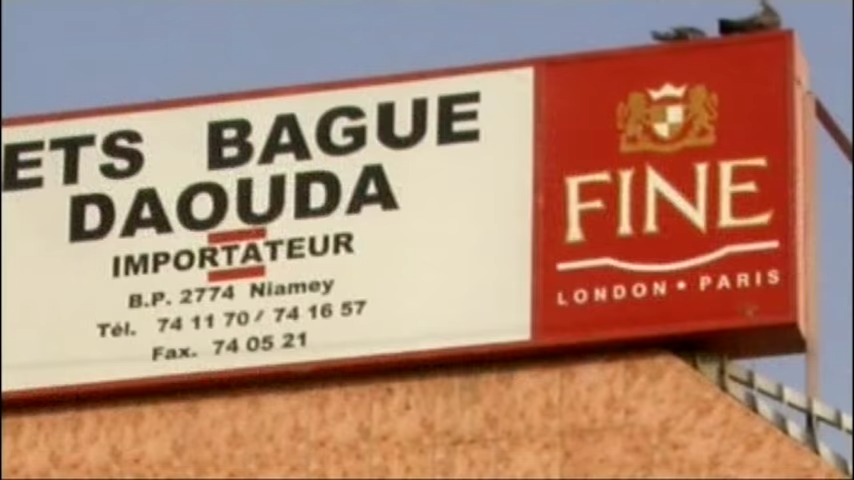 ETS BAGUE
DAOUDA
IMPORTATEUR
B.P. 2774 Niamey
Tél. 74 11 70 / 74 16 57
Fax. 74 05 21
FINE
LONDON • PARIS